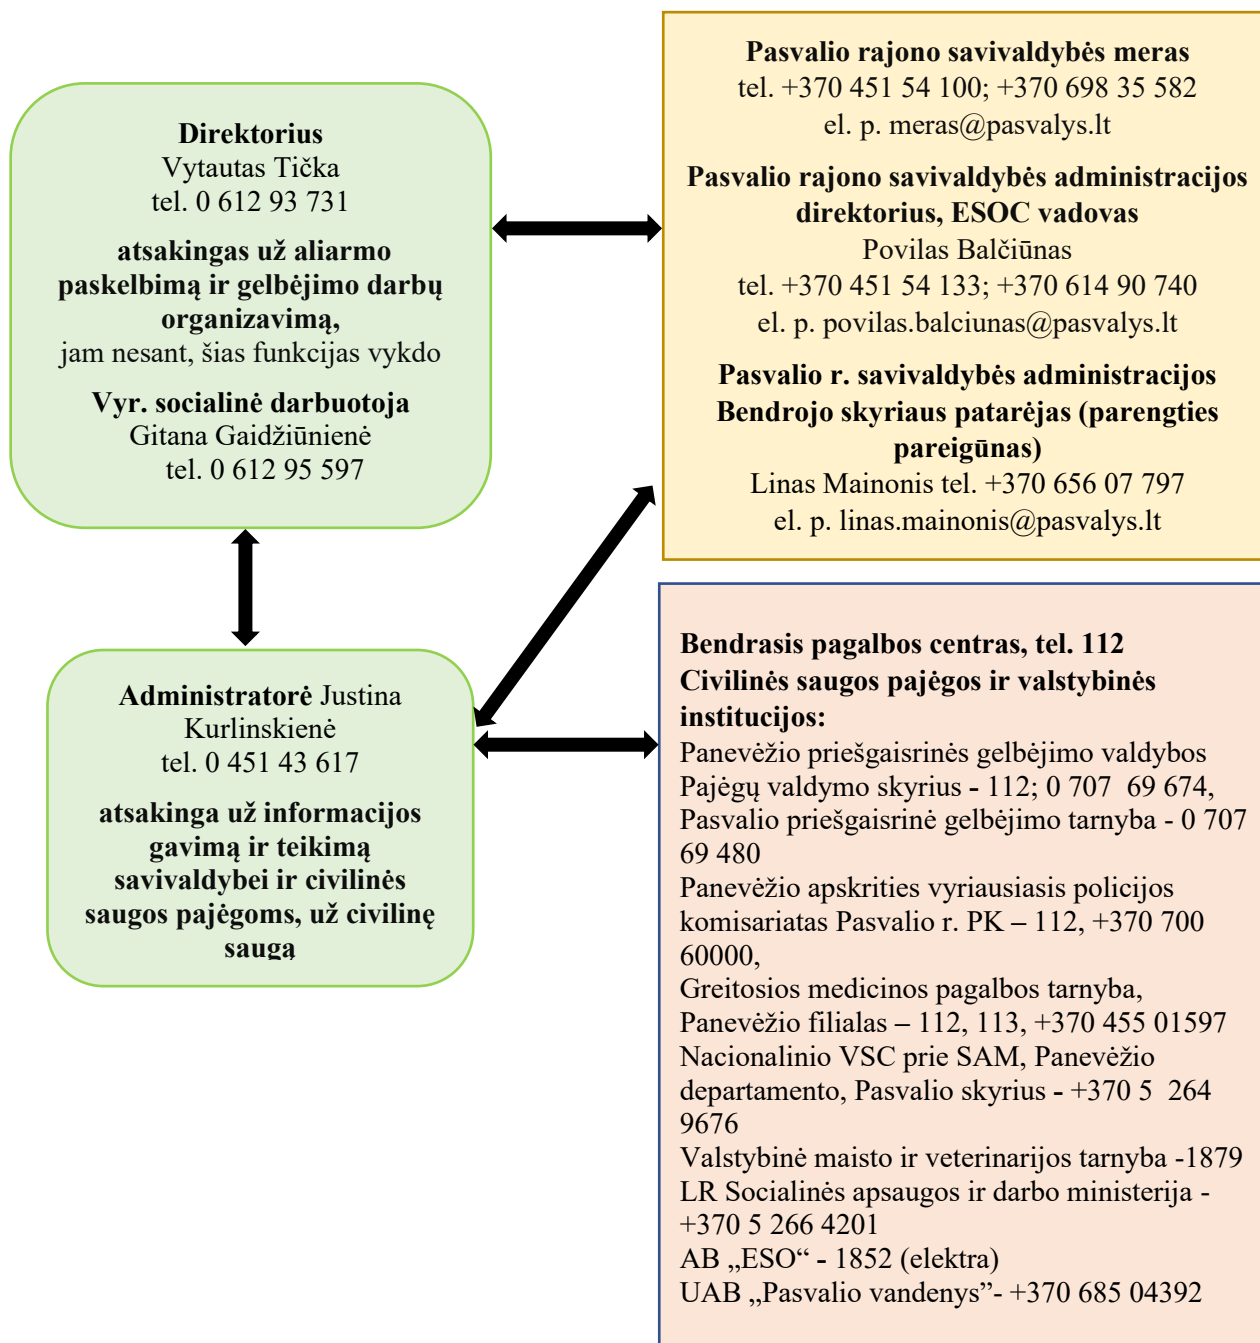 Direktorius
Vytautas Tička
tel. 0 612 93 731
atsakingas už aliarmo
paskelbimą ir gelbėjimo darbų
organizavimą,
jam nesant, šias funkcijas vykdo
Vyr. socialinė darbuotoja
Gitana Gaidžiūnienė
tel. 0 612 95 597
Pasvalio rajono savivaldybės meras
tel. +370 451 54 100; +370 698 35 582
el. p. meras@pasvalys.lt
Pasvalio rajono savivaldybės administracijos
direktorius, ESOC vadovas
Povilas Balčiūnas
tel. +370 451 54 133; +370 614 90 740
el. p. povilas.balciunas@pasvalys.lt
Pasvalio r. savivaldybės administracijos
Bendrojo skyriaus patarėjas (parengties
pareigūnas)
Linas Mainonis tel. +370 656 07 797
el. p. linas.mainonis@pasvalys.lt
Administratorė Justina
Kurlinskienė
tel. 0 451 43 617
atsakinga už informacijos
gavimą ir teikimą
savivaldybei ir civilinės
saugos pajėgoms, už civilinę
saugą
Bendrasis pagalbos centras, tel. 112
Civilinės saugos pajėgos ir valstybinės
institucijos:
Panevėžio priešgaisrinės gelbėjimo valdybos
Pajėgų valdymo skyrius - 112; 0 707  69 674,
Pasvalio priešgaisrinė gelbėjimo tarnyba - 0 707
69 480
Panevėžio apskrities vyriausiasis policijos
komisariatas Pasvalio r. PK – 112, +370 700
60000,
Greitosios medicinos pagalbos tarnyba,
Panevėžio filialas – 112, 113, +370 455 01597
Nacionalinio VSC prie SAM, Panevėžio
departamento, Pasvalio skyrius - +370 5  264
9676
Valstybinė maisto ir veterinarijos tarnyba -1879
LR Socialinės apsaugos ir darbo ministerija -
+370 5 266 4201
AB „ESO“ - 1852 (elektra)
UAB „Pasvalio vandenys”- +370 685 04392